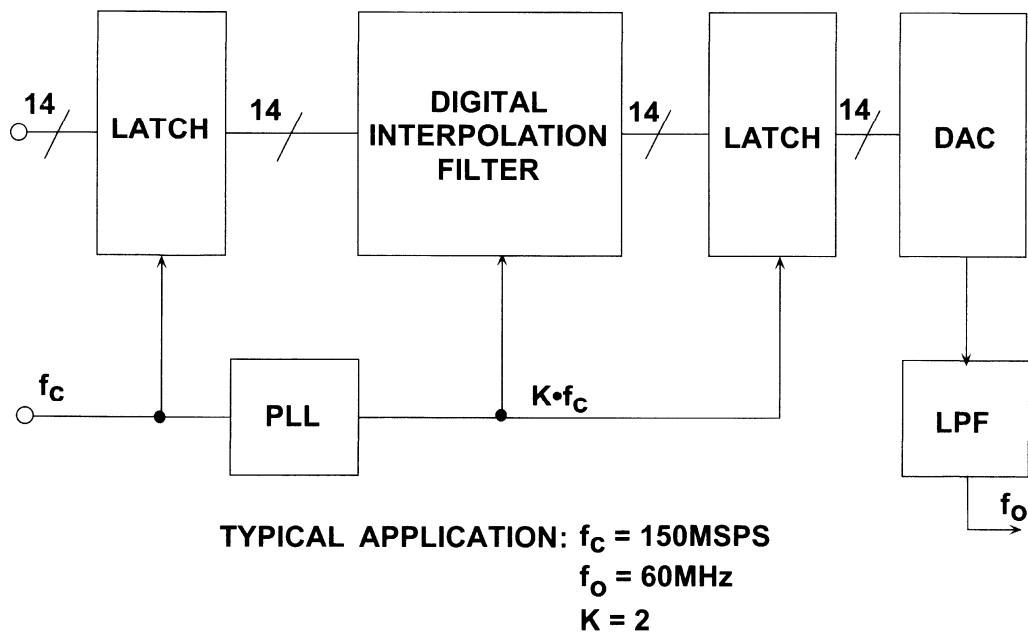 14
LATCH
14
DIGITAL
INTERPOLATION
FILTER
14
LATCH
14
DAC
fc
PLL
K•fc
LPF
fo
TYPICAL APPLICATION: fc = 150MSPS
fo = 60MHz
K = 2